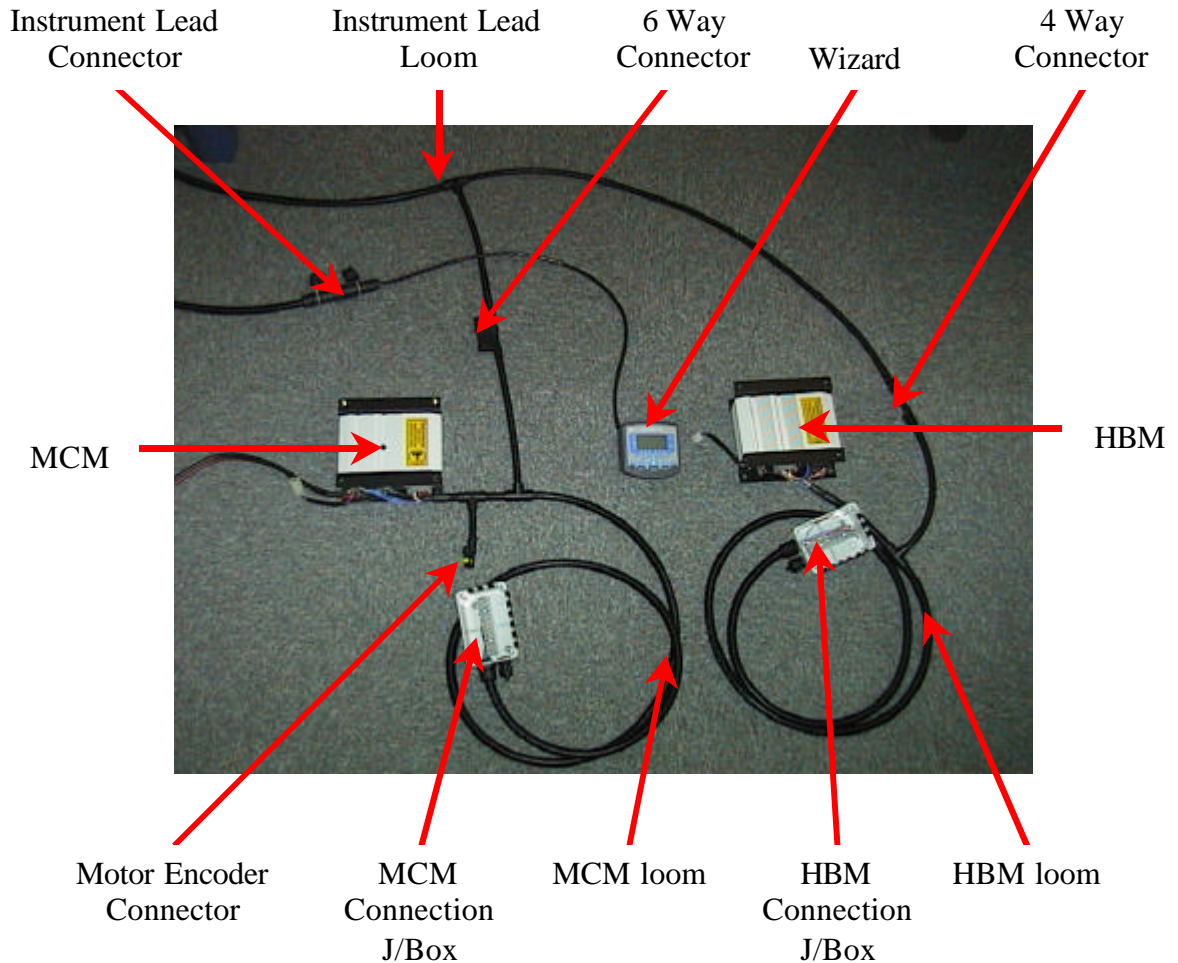 Instrument Lead
Connector
Instrument Lead
Loom
6 Way
Connector
Wizard
4 Way
Connector
MCM
HBM
Motor Encoder
Connector
MCM
Connection
J/Box
MCM loom
HBM
Connection
J/Box
HBM loom